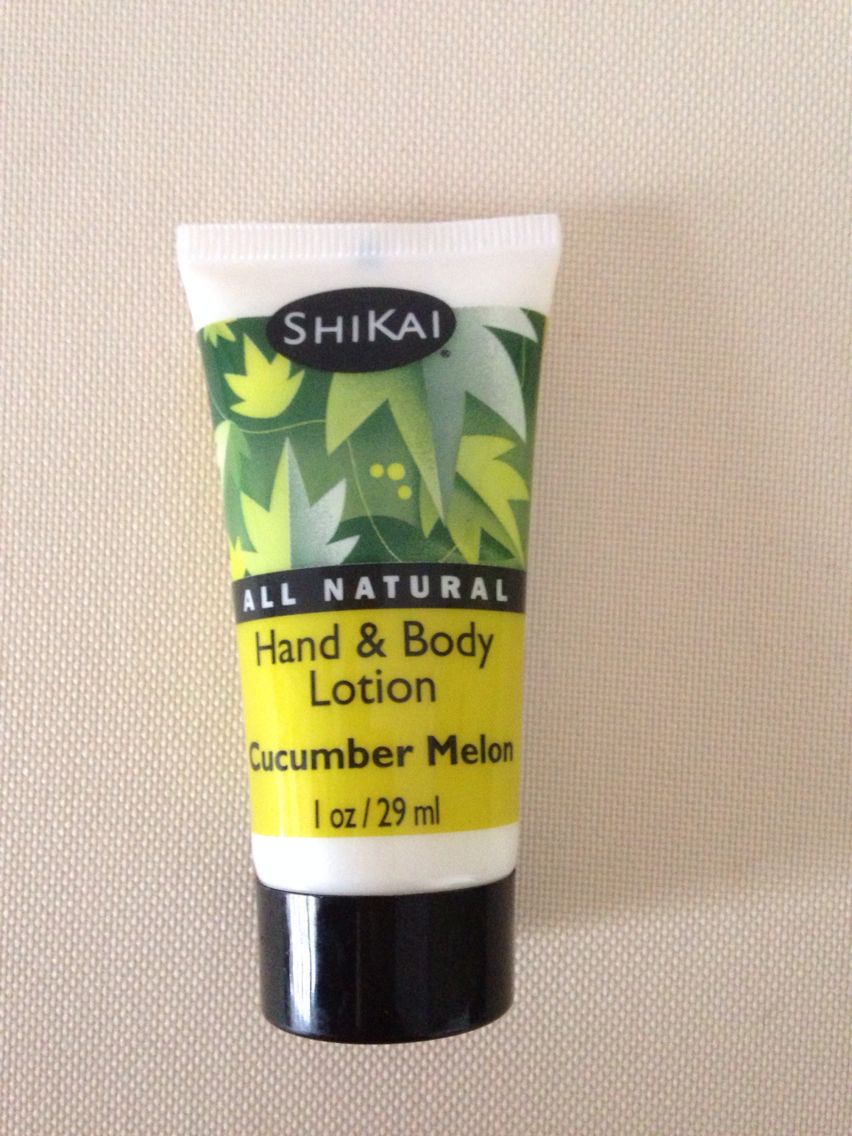 SHIKAI®
ALL NATURAL
Hand & Body
Lotion
Cucumber Melon
1 oz / 29 ml